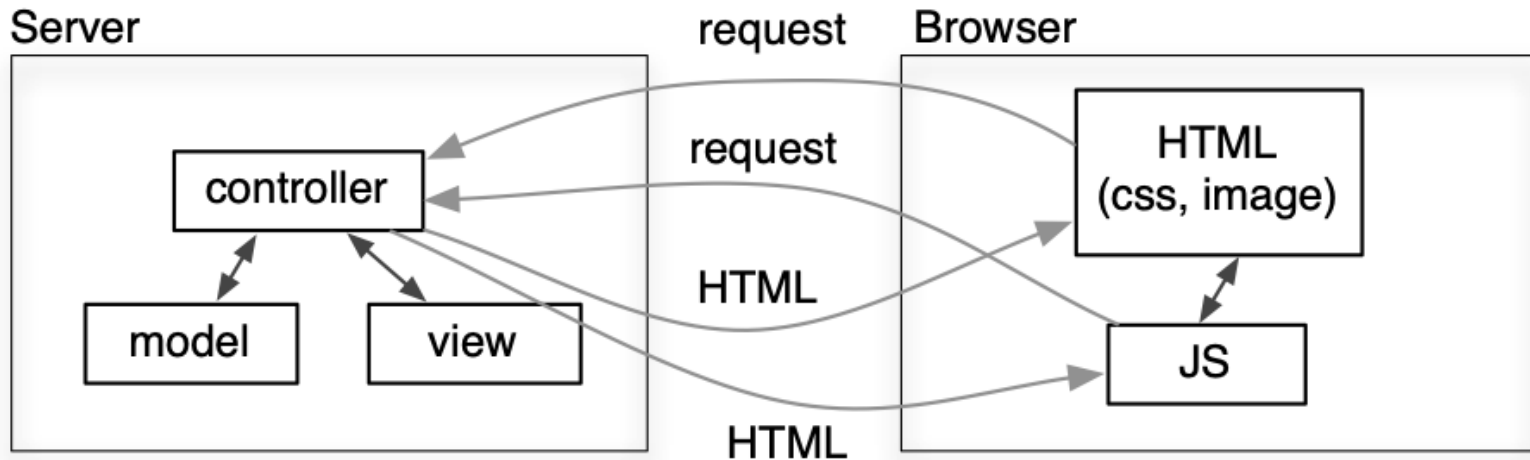 Server
request
Browser
request
HTML
(css, image)
controller
HTML
model
view
JS
HTML